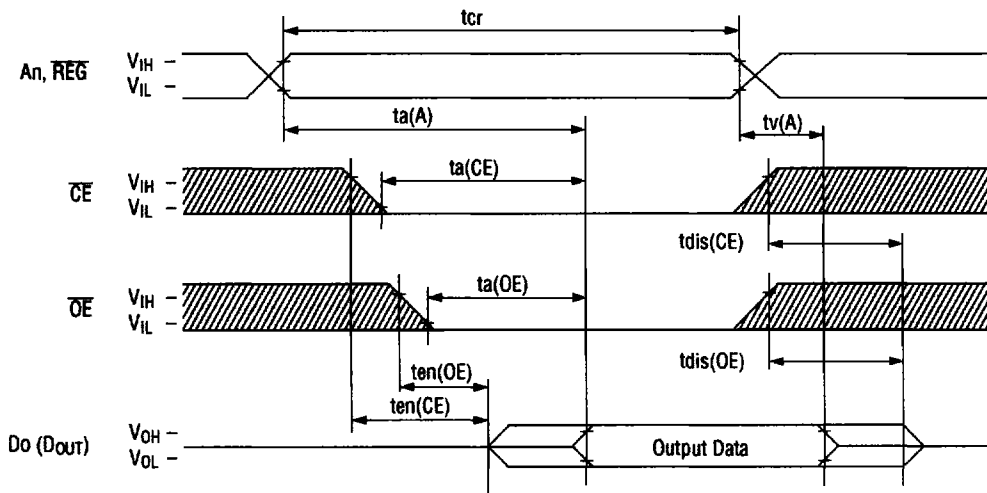 tcr
An, REG
VIH
VIL
ta(A)
tv(A)
CE
VIH
VIL
ta(CE)
tdis(CE)
OE
VIH
VIL
ta(OE)
tdis(OE)
ten(OE)
ten(CE)
Do (DOUT)
VOH
VOL
Output Data